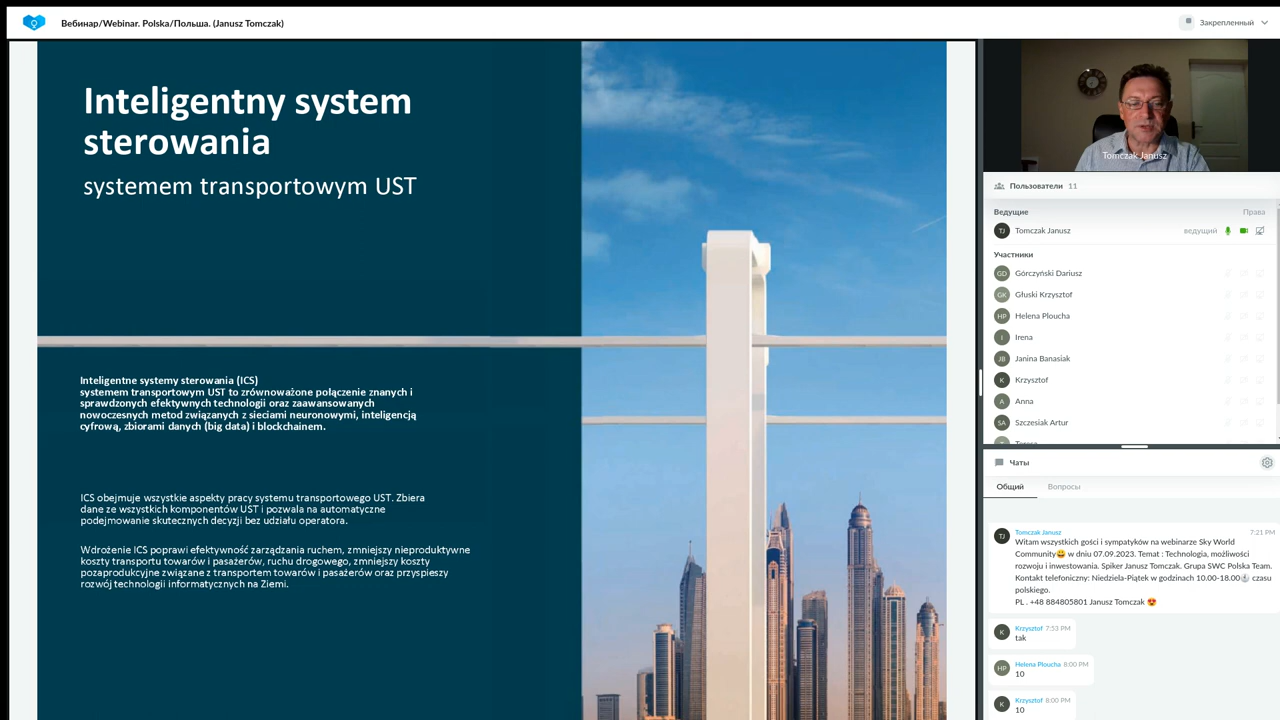 Вебинар/Webinar. Polska/Польша. (Janusz Tomczak)
Закрепленный
Inteligentny system
sterowania
systemem transportowym UST
Inteligentne systemy sterowania (ICS)
systemem transportowym UST to zrównoważone połączenie znanych i
sprawdzonych efektywnych technologii oraz zaawansowanych
nowoczesnych metod związanych z sieciami neuronowymi, inteligencją
cyfrową, zbiorami danych (big data) i blockchainem.
ICS obejmuje wszystkie aspekty pracy systemu transportowego UST. Zbiera
dane ze wszystkich komponentów UST i pozwala na automatyczne
podejmowanie skutecznych decyzji bez udziału operatora.
Wdrożenie ICS poprawi efektywność zarządzania ruchem, zmniejszy nieproduktywne
koszty transportu towarów i pasażerów, ruchu drogowego, zmniejszy koszty
pozaprodukcyjne związane z transportem towarów i pasażerów oraz przyspieszy
rozwój technologii informatycznych na Ziemi.
Tomczak Janusz
Пользователи 11
Ведущие Права
TJ Tomczak Janusz ведущий
Участники
GD Górczyński Dariusz
GK Głuski Krzysztof
HP Helena Ploucha
I Irena
JB Janina Banasiak
K Krzysztof
A Anna
SA Szczesiak Artur
Чаты
Общий Вопросы
TJ Tomczak Janusz 7:21 PM
Witam wszystkich gości i sympatyków na webinarze Sky World
Community😀 w dniu 07.09.2023. Temat : Technologia, możliwości
rozwoju i inwestowania. Spiker Janusz Tomczak. Grupa SWC Polska Team.
Kontakt telefoniczny: Niedziela-Piątek w godzinach 10.00-18.00 czasu
polskiego.
PL . +48 884805801 Janusz Tomczak 😍
K Krzysztof 7:53 PM
tak
HP Helena Ploucha 8:00 PM
10
K Krzysztof 8:00 PM
10